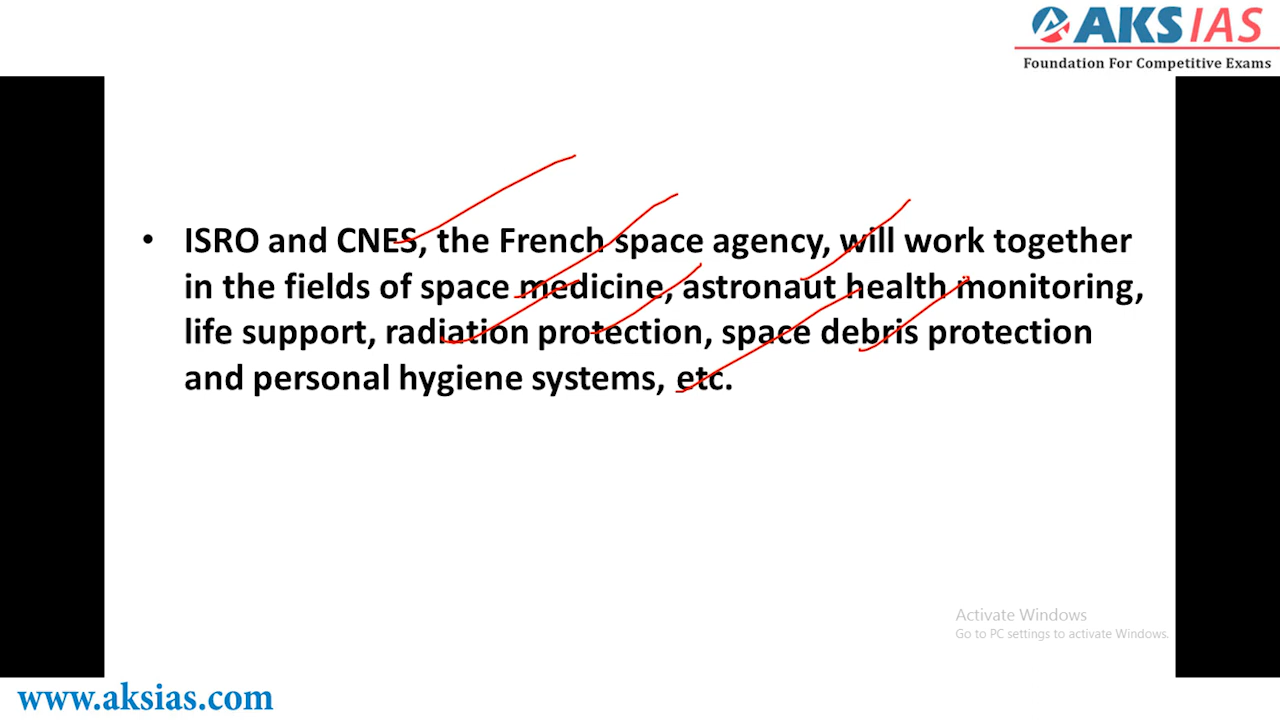 AKSIAS
Foundation For Competitive Exams
• ISRO and CNES, the French space agency, will work together
in the fields of space medicine, astronaut health monitoring,
life support, radiation protection, space debris protection
and personal hygiene systems, etc.
Activate Windows
Go to PC settings to activate Windows.
www.aksias.com